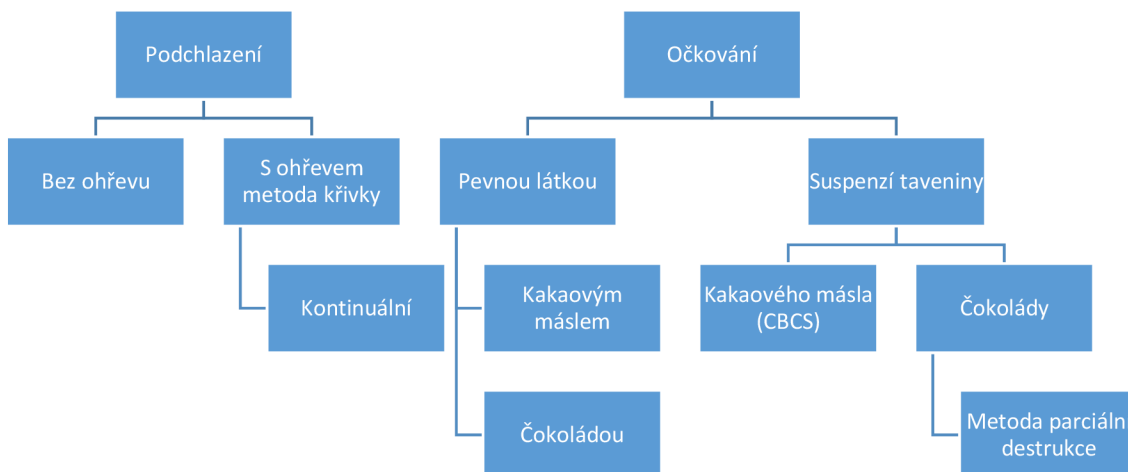 Podchlazení
Očkování
Bez ohřevu
S ohřevem
metoda křivky
Pevnou látkou
Suspenzí taveniny
Kontinuální
Kakaovým
máslem
Kakaového másla
(CBCS)
Čokolády
Čokoládou
Metoda parciáln
destrukce